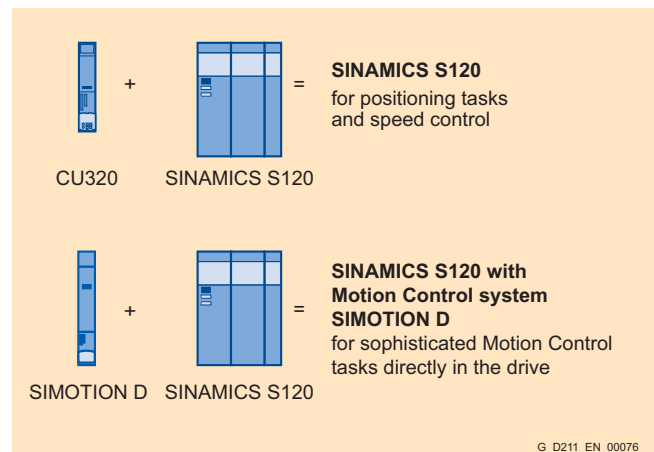 SINAMICS S120
for positioning tasks
and speed control
+
=
CU320
SINAMICS S120
SINAMICS S120 with
Motion Control system
SIMOTION D
for sophisticated Motion Control
tasks directly in the drive
+
=
SIMOTION D
SINAMICS S120
G_D211_EN_00076